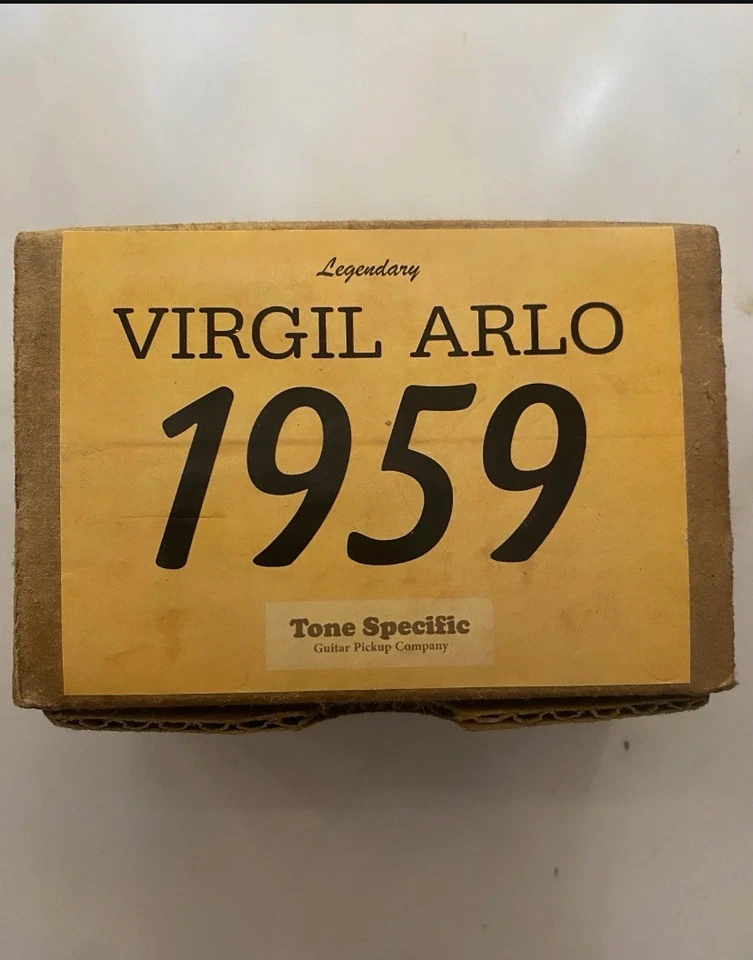 Legendary
VIRGIL ARLO
1959
Tone Specific
Guitar Pickup Company